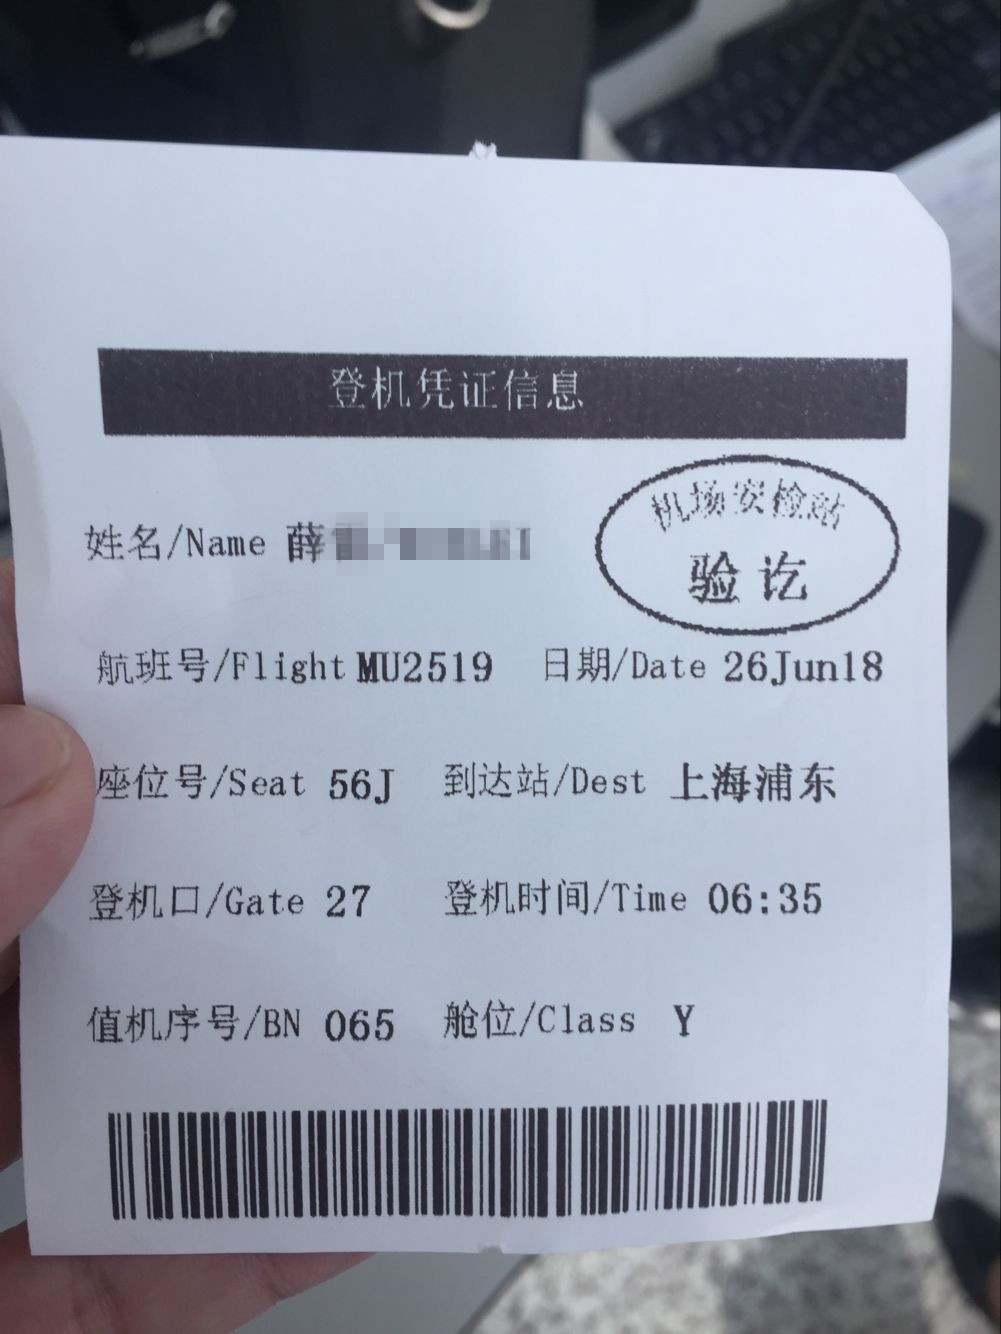 登机凭证信息
机场安检站
验讫
姓名/Name 薛
航班号/Flight MU2519 日期/Date 26Jun18
座位号/Seat 56J 到达站/Dest 上海浦东
登机口/Gate 27 登机时间/Time 06:35
值机序号/BN 065 舱位/Class Y